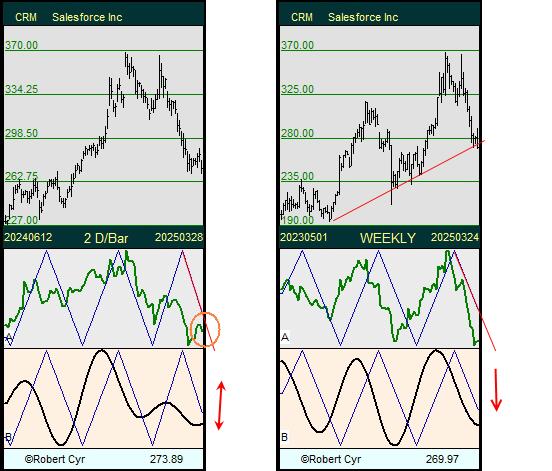 CRM Salesforce Inc
370.00
334.25
298.50
262.75
227.00
20240612 2 D/Bar 20250328
A
B
©Robert Cyr 273.89
CRM Salesforce Inc
370.00
325.00
280.00
235.00
190.00
20230501 WEEKLY 20250324
A
B
©Robert Cyr 269.97